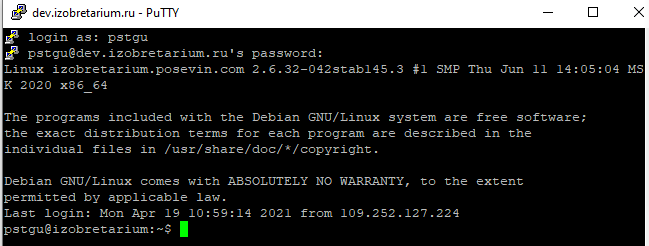 dev.izobretarium.ru - PuTTY
login as: pstgu
pstgu@dev.izobretarium.ru's password:
Linux izobretarium.posevin.com 2.6.32-042stab145.3 #1 SMP Thu Jun 11 14:05:04 MS
K 2020 x86_64
The programs included with the Debian GNU/Linux system are free software;
the exact distribution terms for each program are described in the
individual files in /usr/share/doc/*/copyright.
Debian GNU/Linux comes with ABSOLUTELY NO WARRANTY, to the extent
permitted by applicable law.
Last login: Mon Apr 19 10:59:14 2021 from 109.252.127.224
pstgu@izobretarium:~$